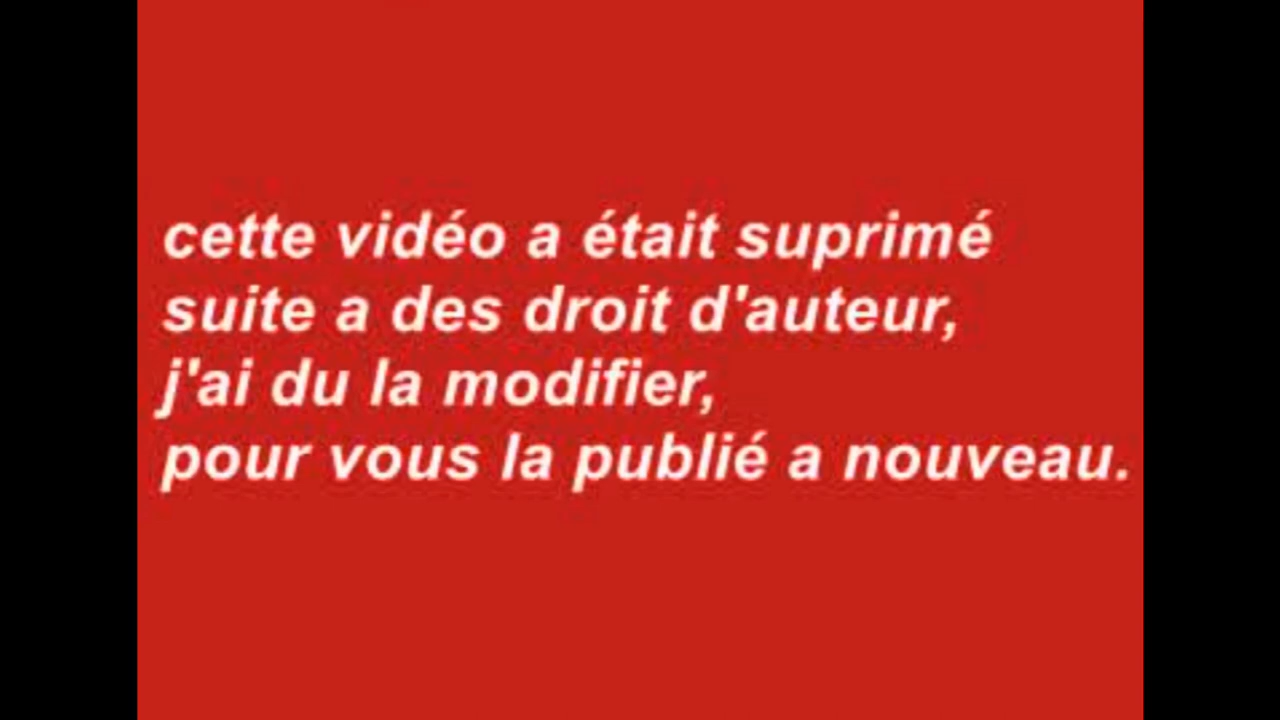 cette vidéo a était suprimé
suite a des droit d'auteur,
j'ai du la modifier,
pour vous la publié a nouveau.